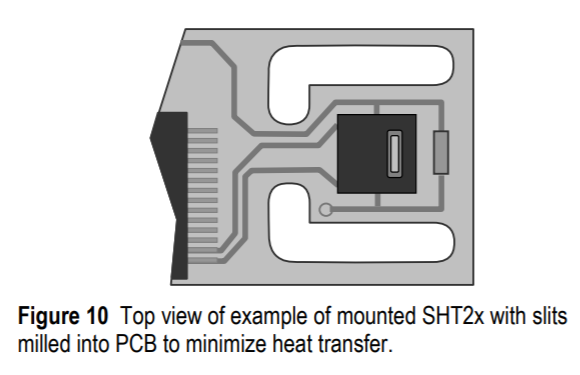 Figure 10 Top view of example of mounted SHT2x with slits
milled into PCB to minimize heat transfer.